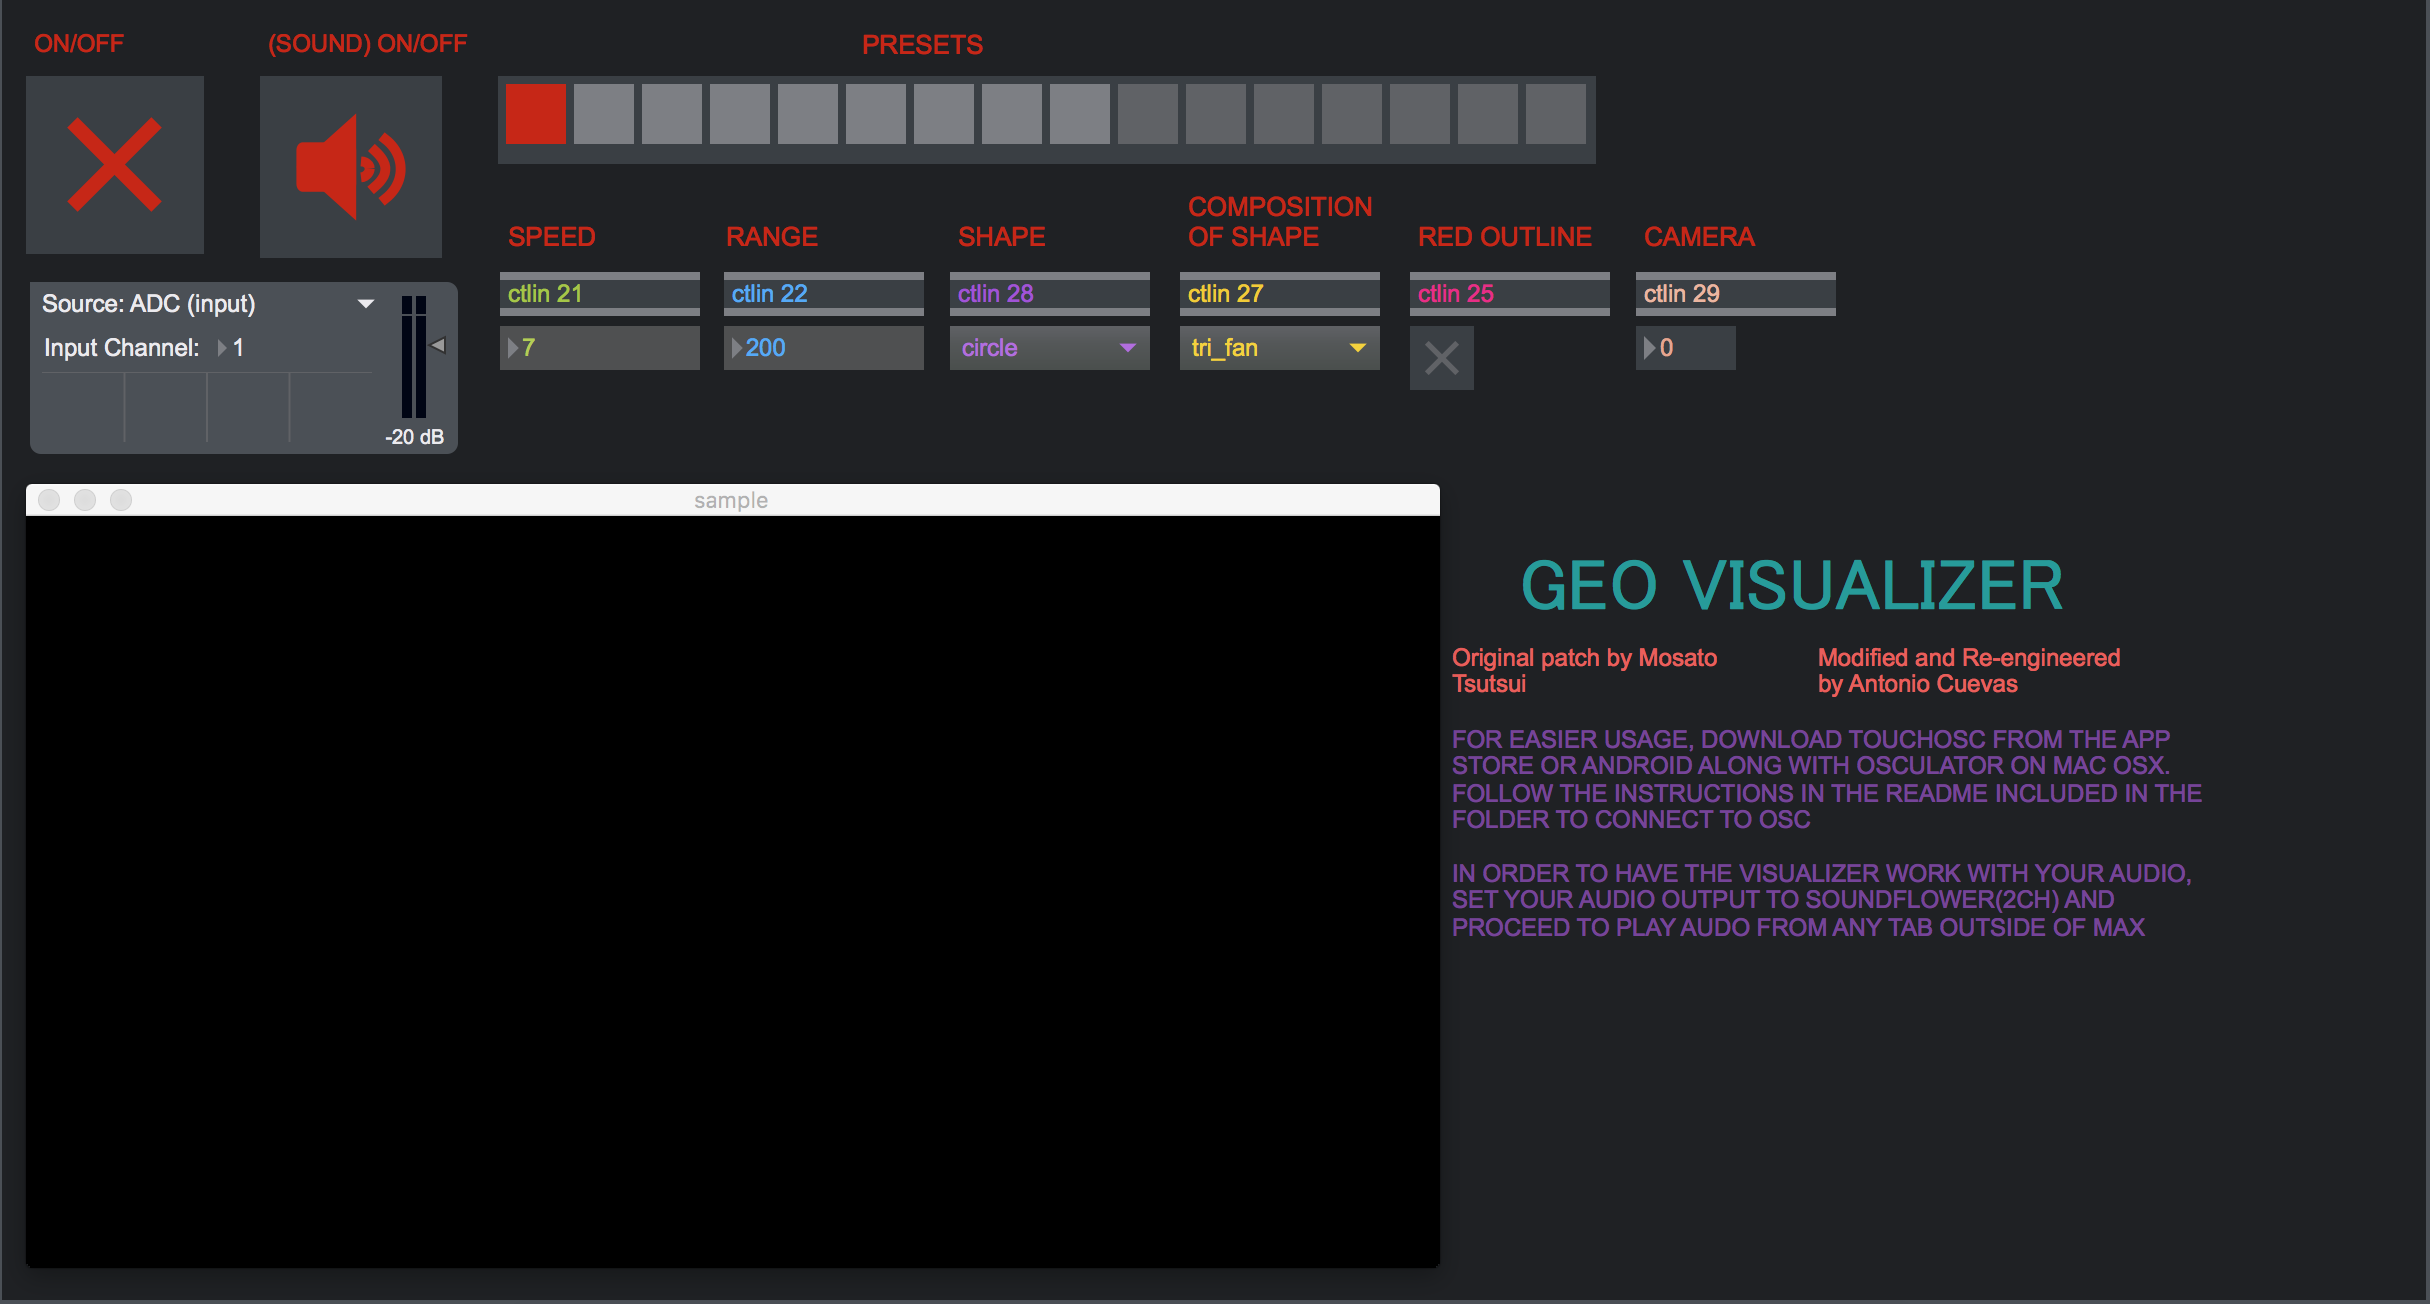 ON/OFF
(SOUND) ON/OFF
PRESETS
SPEED
RANGE
SHAPE
COMPOSITION
OF SHAPE
RED OUTLINE
CAMERA
ctlin 21
ctlin 22
ctlin 28
ctlin 27
ctlin 25
ctlin 29
7
200
circle
tri_fan
0
Source: ADC (input)
Input Channel: 1
-20 dB
sample
GEO VISUALIZER
Original patch by Mosato
Tsutsui
Modified and Re-engineered
by Antonio Cuevas
FOR EASIER USAGE, DOWNLOAD TOUCHOSC FROM THE APP
STORE OR ANDROID ALONG WITH OSCULATOR ON MAC OSX.
FOLLOW THE INSTRUCTIONS IN THE README INCLUDED IN THE
FOLDER TO CONNECT TO OSC
IN ORDER TO HAVE THE VISUALIZER WORK WITH YOUR AUDIO,
SET YOUR AUDIO OUTPUT TO SOUNDFLOWER(2CH) AND
PROCEED TO PLAY AUDO FROM ANY TAB OUTSIDE OF MAX